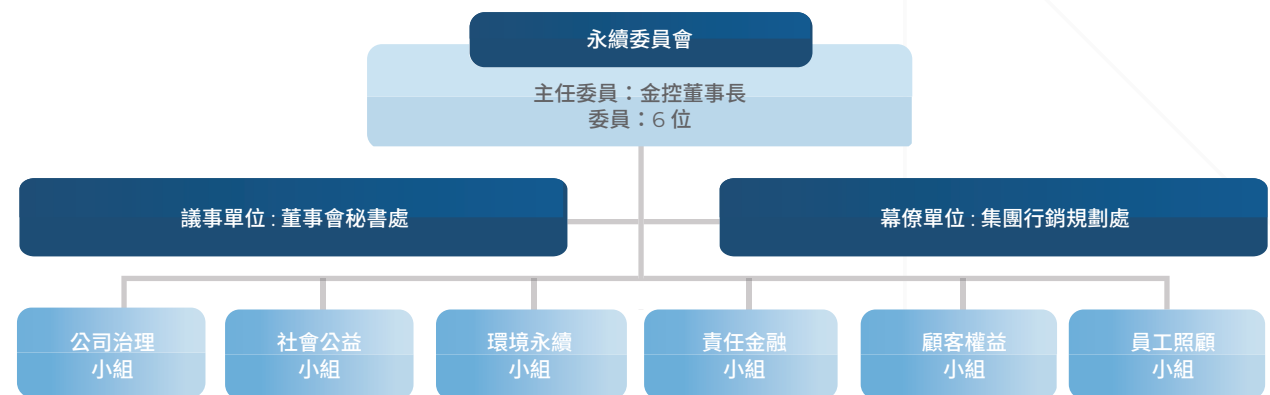 永續委員會
主任委員：金控董事長
委員：6 位
議事單位 : 董事會秘書處
幕僚單位 : 集團行銷規劃處
公司治理
小組
社會公益
小組
環境永續
小組
責任金融
小組
顧客權益
小組
員工照顧
小組